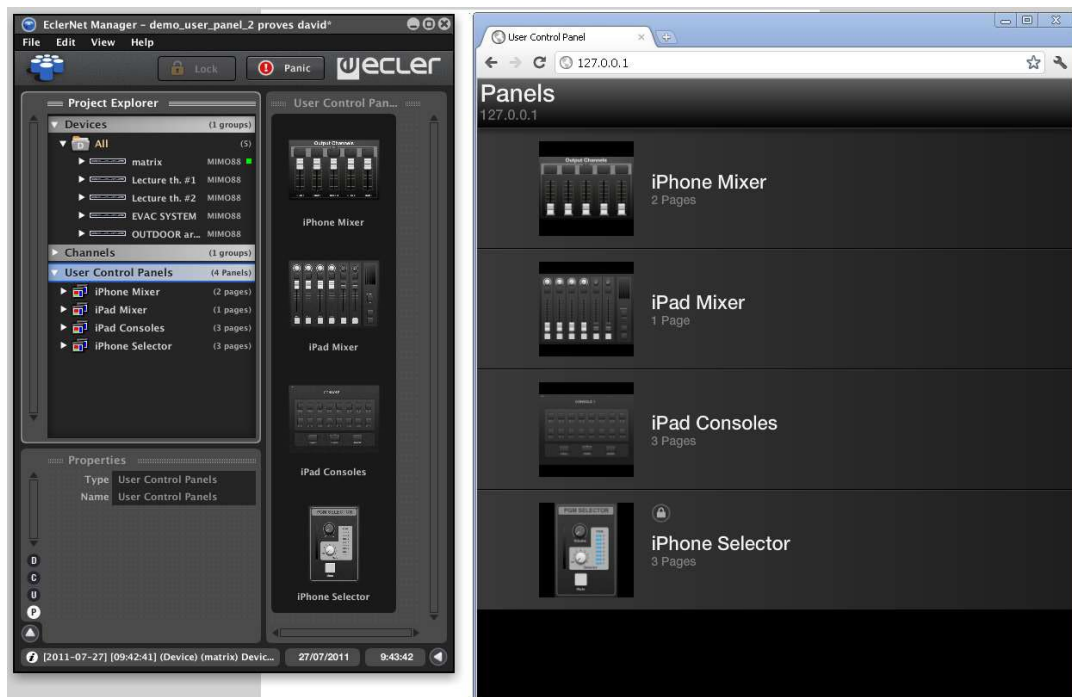 EclerNet Manager - demo_user_panel_2 proves david*
File Edit View Help
Lock
Panic
ecler
Project Explorer
Devices (1 groups)
All (5)
matrix MIMO88
Lecture th. #1 MIMO88
Lecture th. #2 MIMO88
EVAC SYSTEM MIMO88
OUTDOOR ar... MIMO88
Channels (1 groups)
User Control Panels (4 Panels)
iPhone Mixer (2 pages)
iPad Mixer (1 pages)
iPad Consoles (3 pages)
iPhone Selector (3 pages)
Properties
Type User Control Panels
Name User Control Panels
D
C
U
P
User Control Pan...
Output Channels
iPhone Mixer
iPad Mixer
iPad Consoles
PGM SELECTOR
iPhone Selector
[2011-07-27] [09:42:41] (Device) (matrix) Devic... 27/07/2011 9:43:42
User Control Panel
127.0.0.1
Panels
127.0.0.1
Output Channels
iPhone Mixer
2 Pages
iPad Mixer
1 Page
iPad Consoles
3 Pages
PGM SELECTOR
iPhone Selector
3 Pages